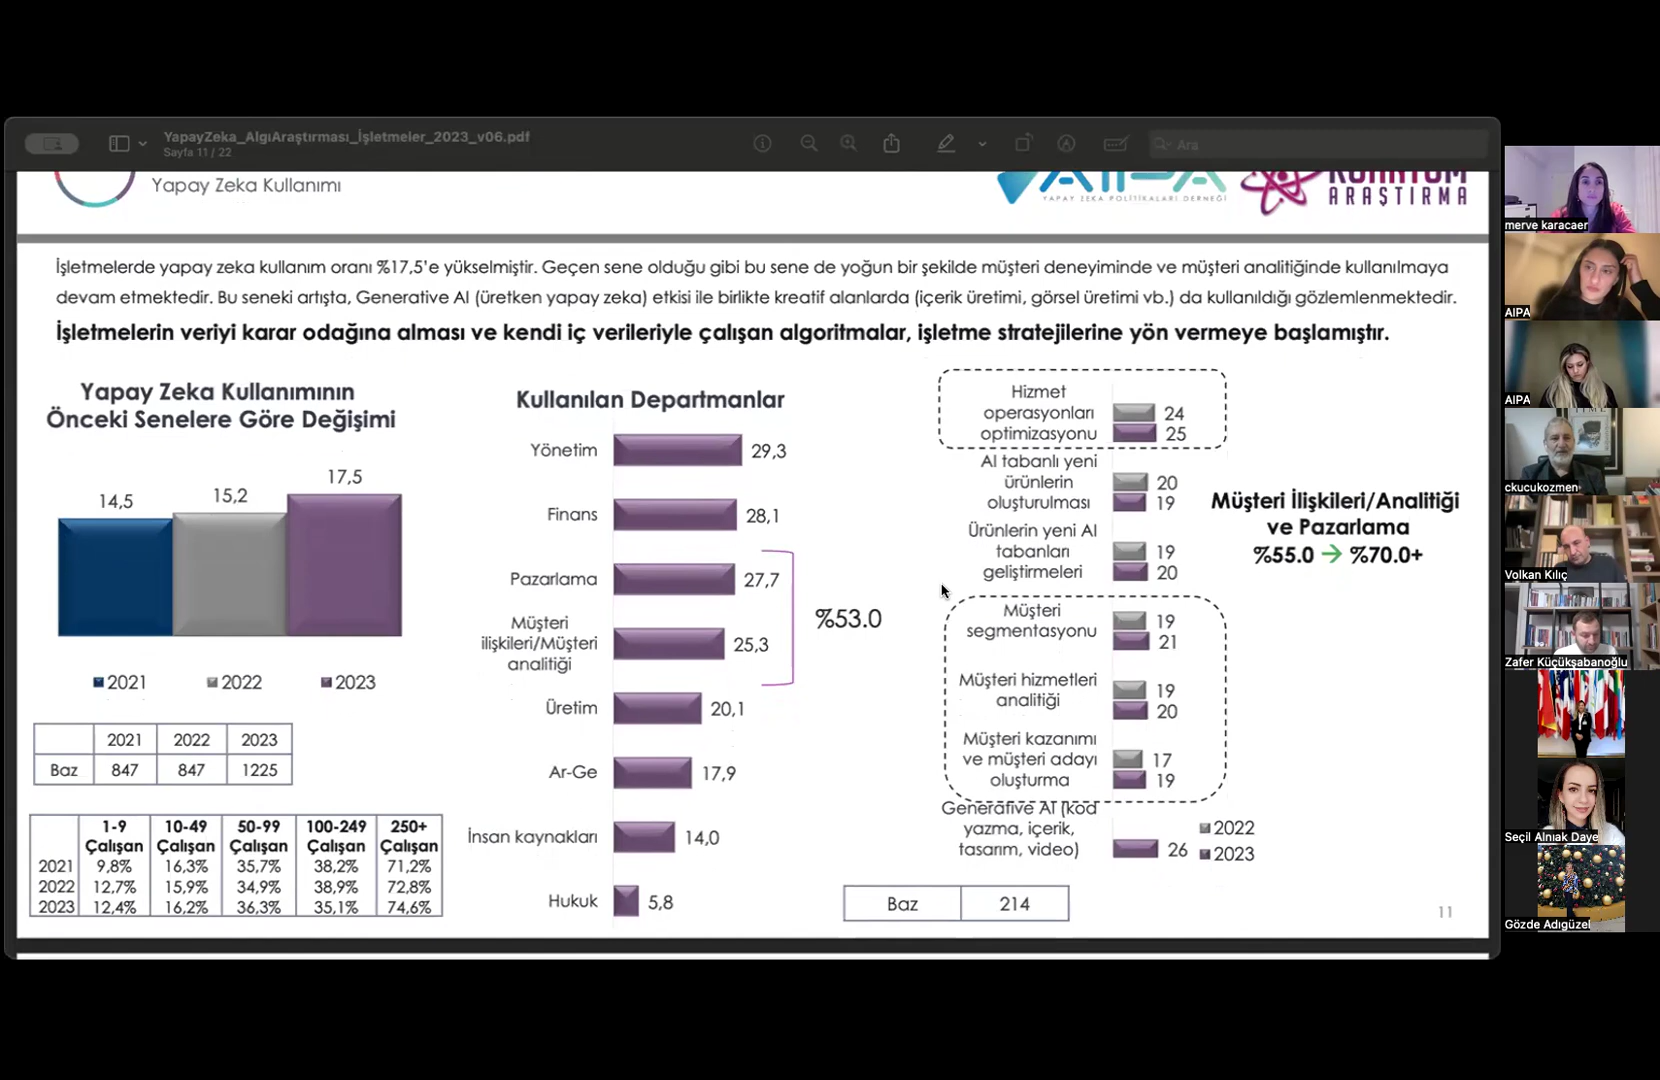 YapayZeka_AlgıAraştırması_İşletmeler_2023_v06.pdf
Sayfa 11 / 22
Ara
Yapay Zeka Kullanımı
AIPA
YAPAY ZEKA POLİTİKALARI DERNEĞİ
KUANTUM
ARAŞTIRMA
İşletmelerde yapay zeka kullanım oranı %17,5’e yükselmiştir. Geçen sene olduğu gibi bu sene de yoğun bir şekilde müşteri deneyiminde ve müşteri analitiğinde kullanılmaya
devam etmektedir. Bu seneki artışta, Generative AI (üretken yapay zeka) etkisi ile birlikte kreatif alanlarda (içerik üretimi, görsel üretimi vb.) da kullanıldığı gözlemlenmektedir.
İşletmelerin veriyi karar odağına alması ve kendi iç verileriyle çalışan algoritmalar, işletme stratejilerine yön vermeye başlamıştır.
Yapay Zeka Kullanımının
Önceki Senelere Göre Değişimi
14,5
15,2
17,5
2021
2022
2023
2021 2022 2023
Baz 847 847 1225
1-9 10-49 50-99 100-249 250+
Çalışan Çalışan Çalışan Çalışan Çalışan
2021 9,8% 16,3% 35,7% 38,2% 71,2%
2022 12,7% 15,9% 34,9% 38,9% 72,8%
2023 12,4% 16,2% 36,3% 35,1% 74,6%
Kullanılan Departmanlar
Yönetim 29,3
Finans 28,1
Pazarlama 27,7
Müşteri
ilişkileri/Müşteri 25,3
analitiği
%53.0
Üretim 20,1
Ar-Ge 17,9
İnsan kaynakları 14,0
Hukuk 5,8
Hizmet
operasyonları 24
optimizasyonu 25
AI tabanlı yeni
ürünlerin 20
oluşturulması 19
Ürünlerin yeni AI
tabanları 19
geliştirmeleri 20
Müşteri 19
segmentasyonu 21
Müşteri hizmetleri 19
analitiği 20
Müşteri kazanımı
ve müşteri adayı 17
oluşturma 19
Generative AI (kod
yazma, içerik,
tasarım, video) 26
2022
2023
Baz 214
Müşteri İlişkileri/Analitiği
ve Pazarlama
%55.0 → %70.0+
11
merve karacaer
AIPA
AIPA
ckucukozmen
Volkan Kılıç
Zafer Küçükşabanoğlu
Seçil Alnıak Daye
Gözde Adıgüzel